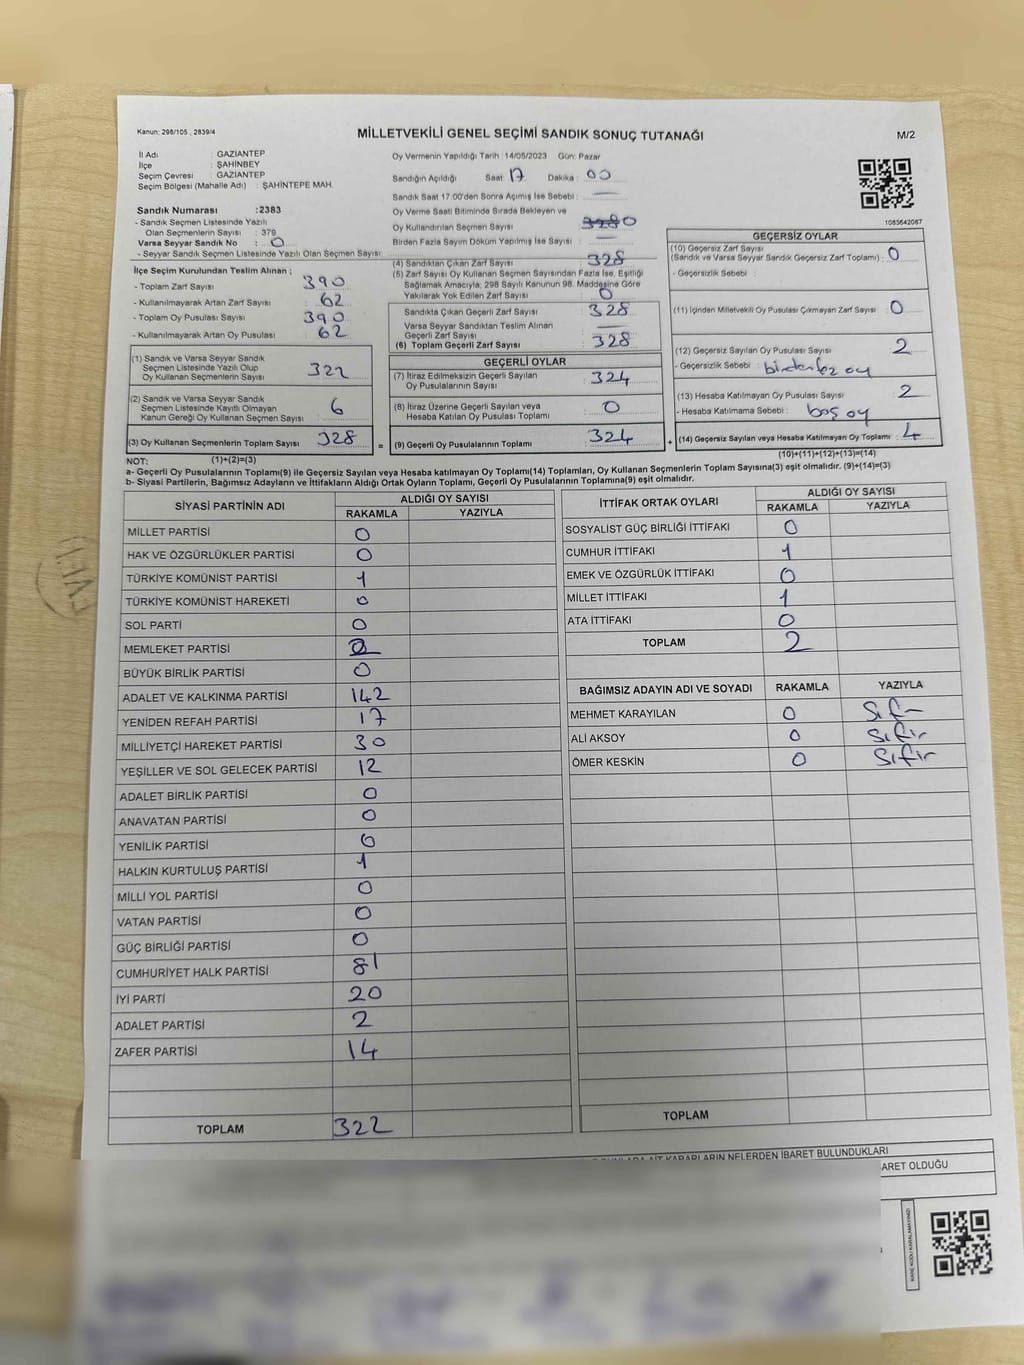 Kanun: 298/105 , 2839/4
MİLLETVEKİLİ GENEL SEÇİMİ SANDIK SONUÇ TUTANAĞI
M/2
İl Adı : GAZİANTEP
İlçe : ŞAHİNBEY
Seçim Çevresi : GAZİANTEP
Seçim Bölgesi (Mahalle Adı) : ŞAHİNTEPE MAH.
Sandık Numarası :2383
- Sandık Seçmen Listesinde Yazılı
Olan Seçmenlerin Sayısı : 379
Varsa Seyyar Sandık No : 0
- Seyyar Sandık Seçmen Listesinde Yazılı Olan Seçmen Sayısı:
İlçe Seçim Kurulundan Teslim Alınan ;
- Toplam Zarf Sayısı 390
- Kullanılmayarak Artan Zarf Sayısı 62
- Toplam Oy Pusulası Sayısı 390
- Kullanılmayarak Artan Oy Pusulası 62
(1) Sandık ve Varsa Seyyar Sandık
Seçmen Listesinde Yazılı Olup
Oy Kullanan Seçmenlerin Sayısı 322
(2) Sandık ve Varsa Seyyar Sandık
Seçmen Listesinde Kayıtlı Olmayan
Kanun Gereği Oy Kullanan Seçmen Sayısı 6
(3) Oy Kullanan Seçmenlerin Toplam Sayısı 328 =
Oy Vermenin Yapıldığı Tarih :14/05/2023 Gün: Pazar
Sandığın Açıldığı Saat: 17 Dakika : 00
Sandık Saat 17.00'den Sonra Açımış İse Sebebi : —
Oy Verme Saati Bitiminde Sırada Bekleyen ve
Oy Kullandırılan Seçmen Sayısı 0
Birden Fazla Sayım Döküm Yapılmış İse Sayısı : —
(4) Sandıktan Çıkan Zarf Sayısı 328
(5) Zarf Sayısı Oy Kullanan Seçmen Sayısından Fazla İse, Eşitliği
Sağlamak Amacıyla, 298 Sayılı Kanunun 98. Maddesine Göre
Yakılarak Yok Edilen Zarf Sayısı 0
Sandıkta Çıkan Geçerli Zarf Sayısı 328
Varsa Seyyar Sandıktan Teslim Alınan
Geçerli Zarf Sayısı —
(6) Toplam Geçerli Zarf Sayısı 328
GEÇERLİ OYLAR
(7) İtiraz Edilmeksizin Geçerli Sayılan
Oy Pusulalarının Sayısı 324
(8) İtiraz Üzerine Geçerli Sayılan veya
Hesaba Katılan Oy Pusulası Toplamı : 0
(9) Geçerli Oy Pusulalarının Toplamı 324 +
1083642087
GEÇERSİZ OYLAR
(10) Geçersiz Zarf Sayısı
(Sandık ve Varsa Seyyar Sandık Geçersiz Zarf Toplamı) : 0
- Geçersizlik Sebebi :
(11) İçinden Milletvekili Oy Pusulası Çıkmayan Zarf Sayısı : 0
(12) Geçersiz Sayılan Oy Pusulası Sayısı 2
- Geçersizlik Sebebi : birdenfaz oy
(13) Hesaba Katılmayan Oy Pusulası Sayısı : 2
- Hesaba Katılmama Sebebi : boş oy
(14) Geçersiz Sayılan veya Hesaba Katılmayan Oy Toplamı : 4
NOT: (1)+(2)=(3)
(10)+(11)+(12)+(13)=(14)
a- Geçerli Oy Pusulalarının Toplamı(9) ile Geçersiz Sayılan veya Hesaba katılmayan Oy Toplamı(14) Toplamları, Oy Kullanan Seçmenlerin Toplam Sayısına(3) eşit olmalıdır. (9)+(14)=(3)
b- Siyasi Partilerin, Bağımsız Adayların ve İttifakların Aldığı Ortak Oyların Toplamı, Geçerli Oy Pusulalarının Toplamına(9) eşit olmalıdır.
SİYASİ PARTİNİN ADI ALDIĞI OY SAYISI
RAKAMLA YAZIYLA
MİLLET PARTİSİ 0
HAK VE ÖZGÜRLÜKLER PARTİSİ 0
TÜRKİYE KOMÜNİST PARTİSİ 1
TÜRKİYE KOMÜNİST HAREKETİ 0
SOL PARTİ 0
MEMLEKET PARTİSİ 2
BÜYÜK BİRLİK PARTİSİ 0
ADALET VE KALKINMA PARTİSİ 142
YENİDEN REFAH PARTİSİ 17
MİLLİYETÇİ HAREKET PARTİSİ 30
YEŞİLLER VE SOL GELECEK PARTİSİ 12
ADALET BİRLİK PARTİSİ 0
ANAVATAN PARTİSİ 0
YENİLİK PARTİSİ 0
HALKIN KURTULUŞ PARTİSİ 1
MİLLİ YOL PARTİSİ 0
VATAN PARTİSİ 0
GÜÇ BİRLİĞİ PARTİSİ 0
CUMHURİYET HALK PARTİSİ 81
İYİ PARTİ 20
ADALET PARTİSİ 2
ZAFER PARTİSİ 14
TOPLAM 322
İTTİFAK ORTAK OYLARI ALDIĞI OY SAYISI
RAKAMLA YAZIYLA
SOSYALİST GÜÇ BİRLİĞİ İTTİFAKI 0
CUMHUR İTTİFAKI 1
EMEK VE ÖZGÜRLÜK İTTİFAKI 0
MİLLET İTTİFAKI 1
ATA İTTİFAKI 0
TOPLAM 2
BAĞIMSIZ ADAYIN ADI VE SOYADI RAKAMLA YAZIYLA
MEHMET KARAYILAN 0 Sıfır
ALİ AKSOY 0 Sıfır
ÖMER KESKİN 0 Sıfır
TOPLAM
KARARLARIN NELERDEN İBARET BULUNDUKLARI
ARET OLDUĞU